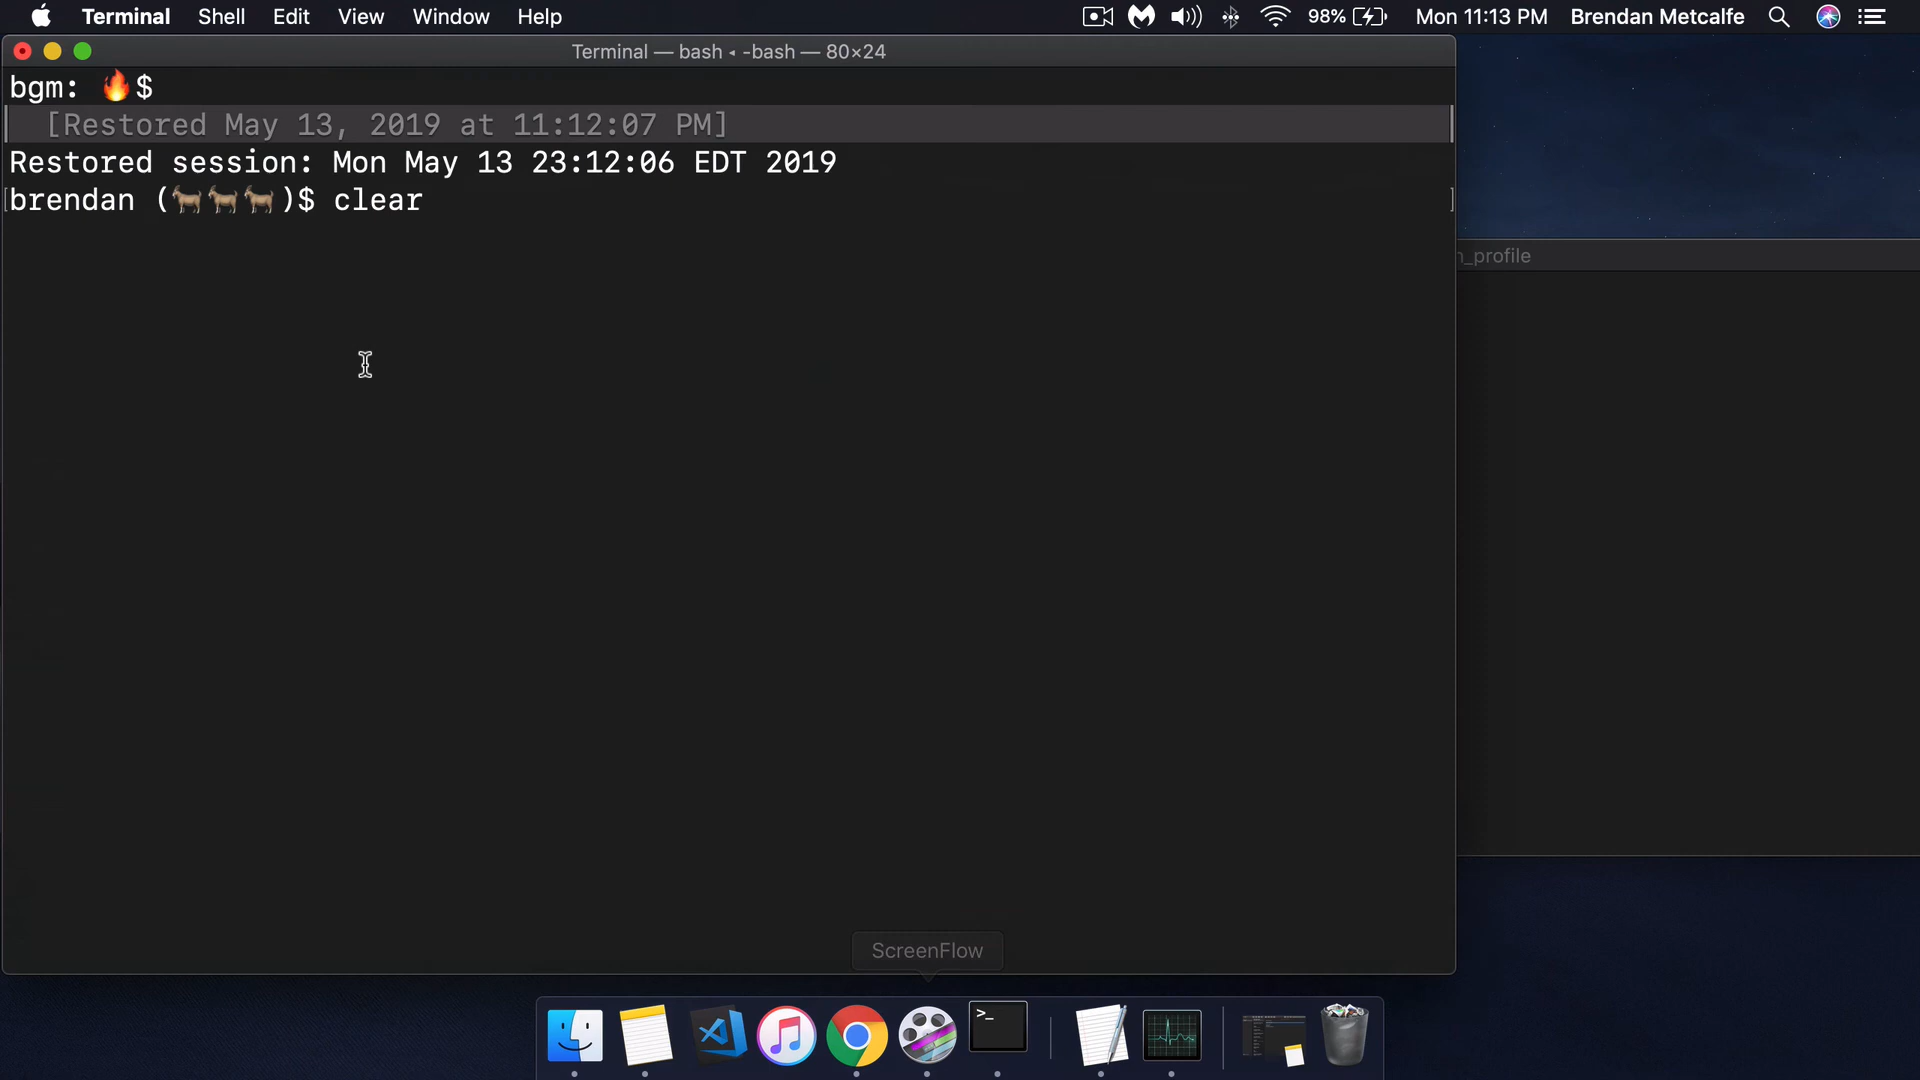 Terminal Shell Edit View Window Help 98% Mon 11:13 PM Brendan Metcalfe
Terminal — bash ◂ -bash — 80×24
bgm: 🔥$
[Restored May 13, 2019 at 11:12:07 PM]
Restored session: Mon May 13 23:12:06 EDT 2019
brendan (🐐🐐🐐)$ clear
_profile
ScreenFlow
>_